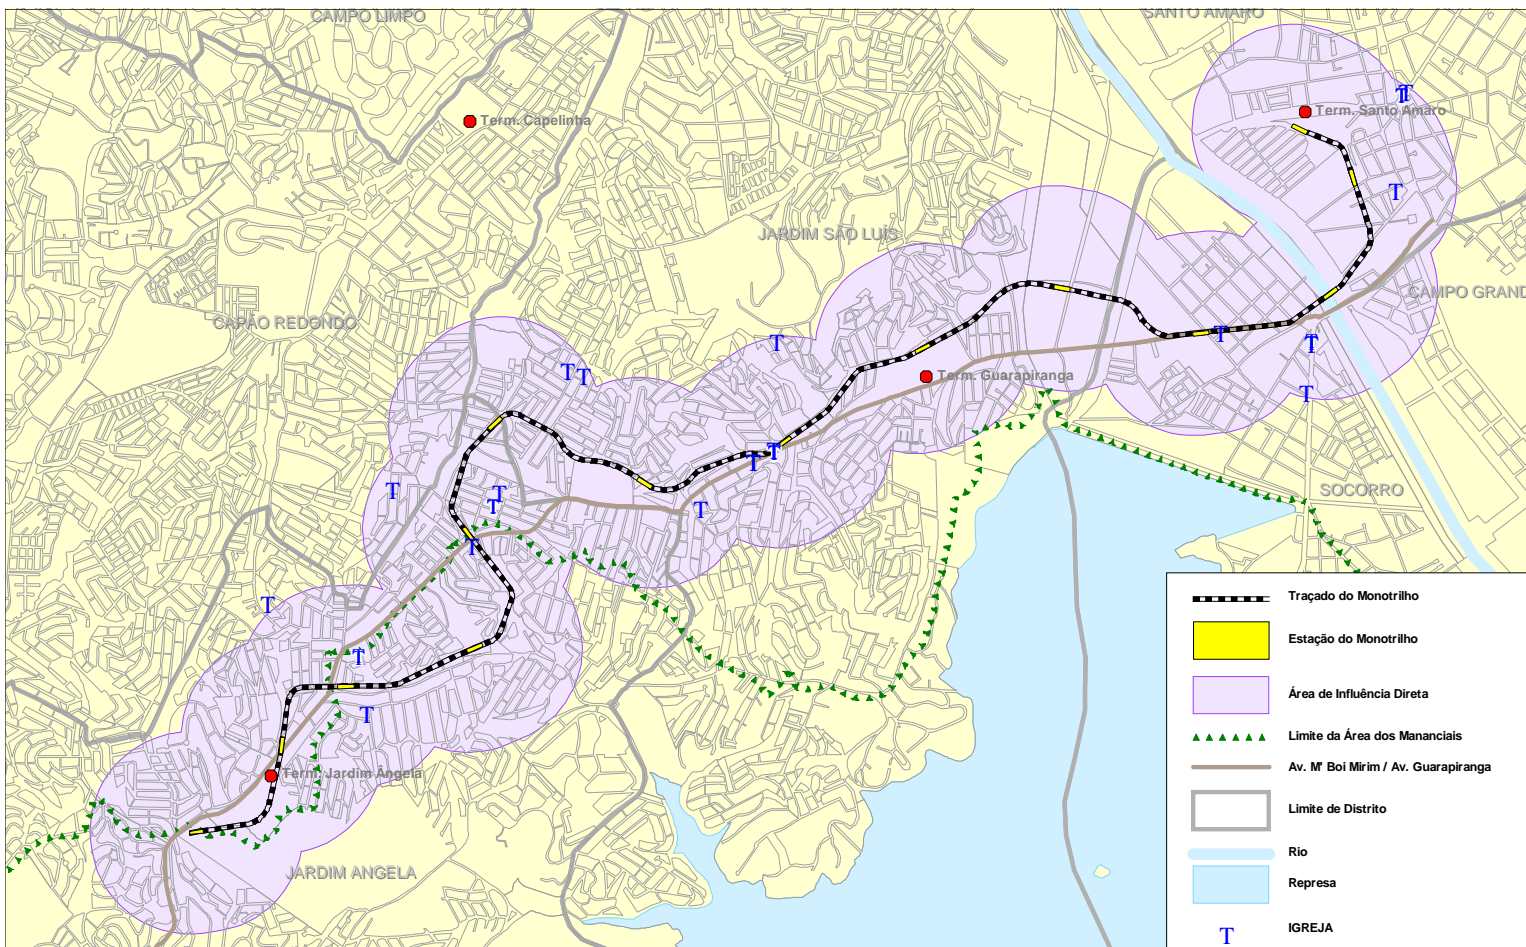 CAMPO LIMPO
SANTO AMARO
Term. Capelinha
T
T
Term. Santo Amaro
T
JARDIM SÃO LUÍS
CAMPO GRAND
CAPÃO REDONDO
T
T
T
T
T
T
T
Term. Guarapiranga
T
T
T
T
T
T
SOCORRO
T
T
T
T
T
T
Term. Jardim Ângela
JARDIM ANGELA
Traçado do Monotrilho
Estação do Monotrilho
Área de Influência Direta
Limite da Área dos Mananciais
Av. M' Boi Mirim / Av. Guarapiranga
Limite de Distrito
Rio
Represa
T IGREJA